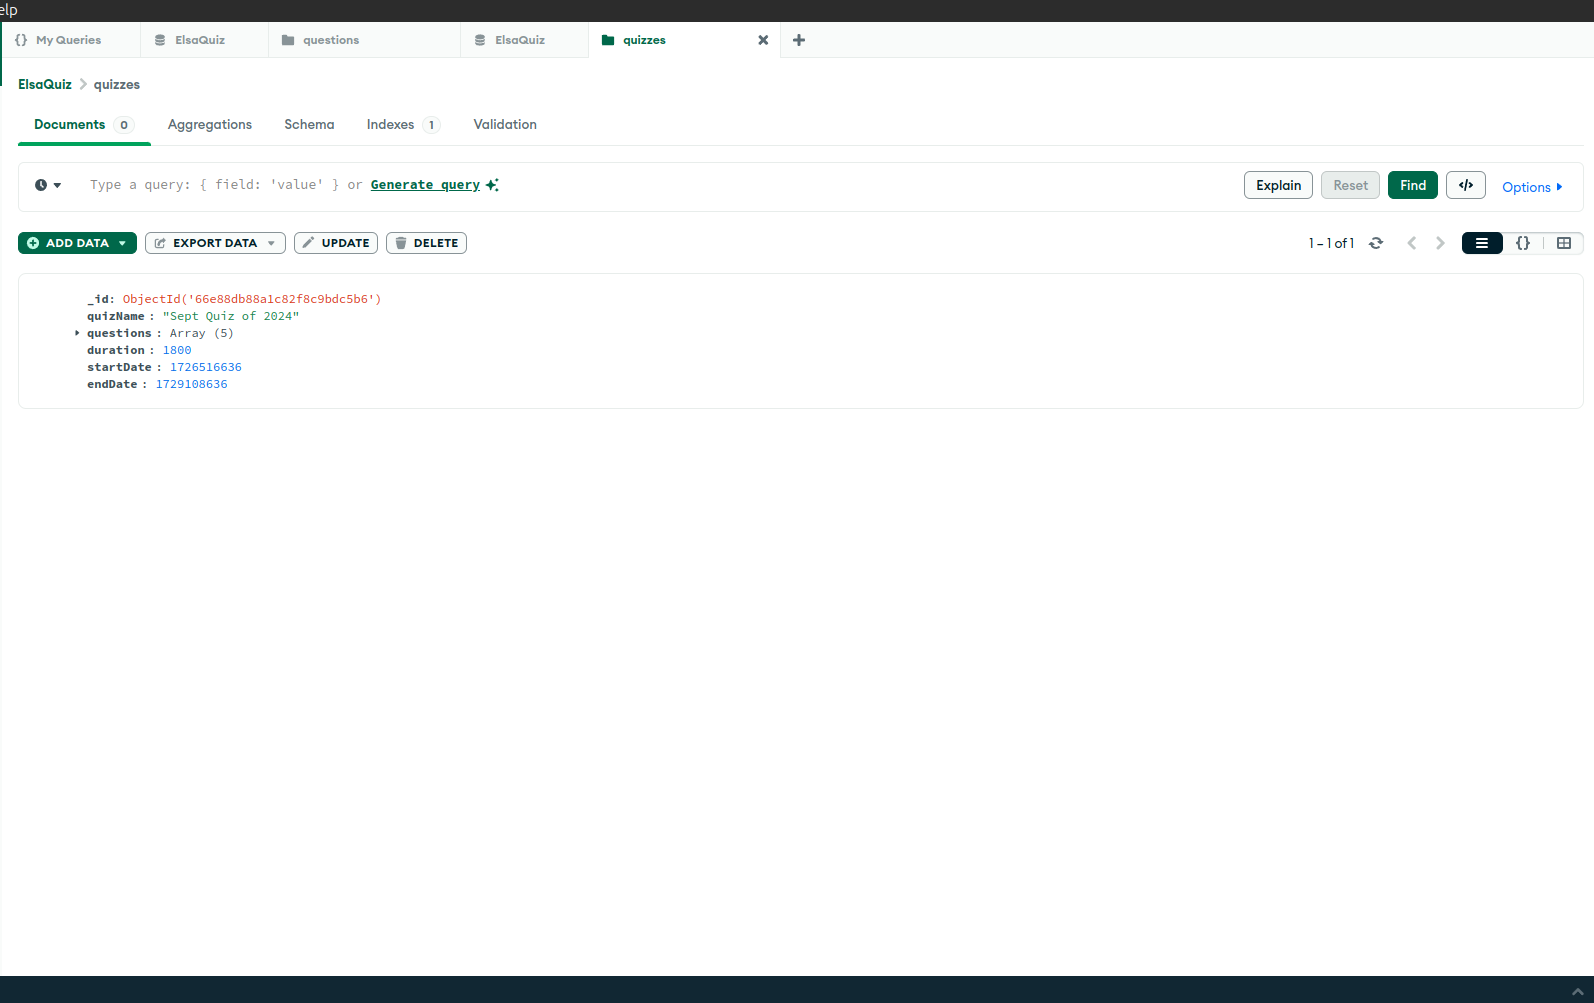 elp
My Queries ElsaQuiz questions ElsaQuiz quizzes
ElsaQuiz > quizzes
Documents 0 Aggregations Schema Indexes 1 Validation
Type a query: { field: 'value' } or Generate query Explain Reset Find </> Options
ADD DATA EXPORT DATA UPDATE DELETE 1 – 1 of 1 {}
_id: ObjectId('66e88db88a1c82f8c9bdc5b6')
quizName : "Sept Quiz of 2024"
questions : Array (5)
duration : 1800
startDate : 1726516636
endDate : 1729108636